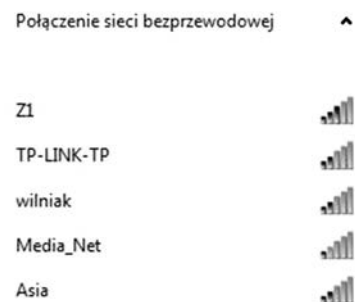 Połączenie sieci bezprzewodowej
Z1
TP-LINK-TP
wilniak
Media_Net
Asia